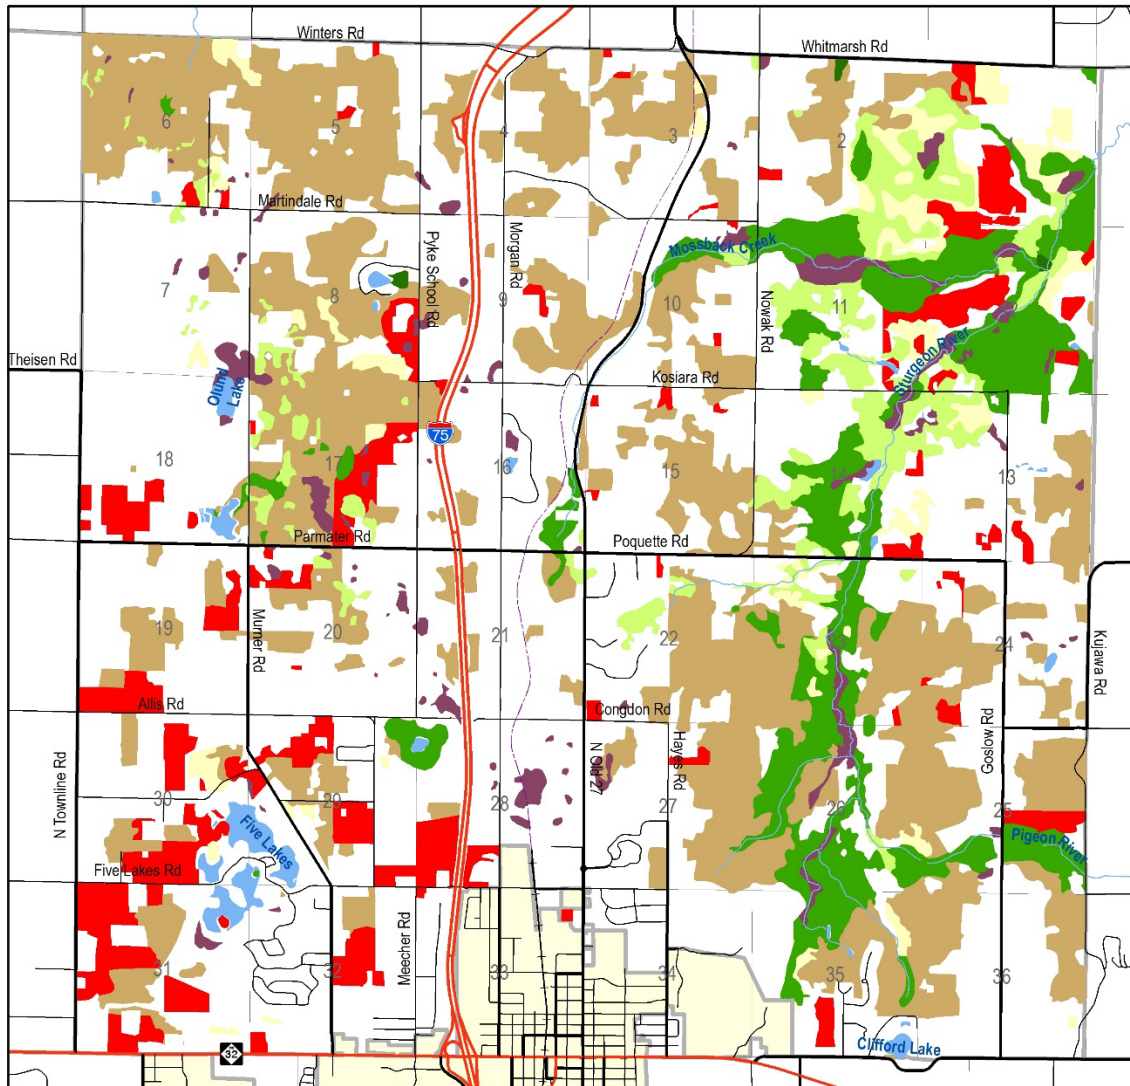 Winters Rd
Whitmarsh Rd
6
5
4
3
2
1
Martindale Rd
Mossback Creek
Pyke School Rd
Morgan Rd
7
8
9
10
11
Nowak Rd
Sturgeon River
Theisen Rd
Otsego
Lake
Kosiara Rd
75
18
17
16
15
14
13
Parmater Rd
Poquette Rd
Murner Rd
19
20
21
22
24
Kujawa Rd
Allis Rd
Congdon Rd
N Townline Rd
N Old 27
Hayes Rd
Goslow Rd
30
29
28
27
26
25
Five Lakes
Pigeon River
Five Lakes Rd
Meecher Rd
31
32
33
34
35
36
32
Clifford Lake